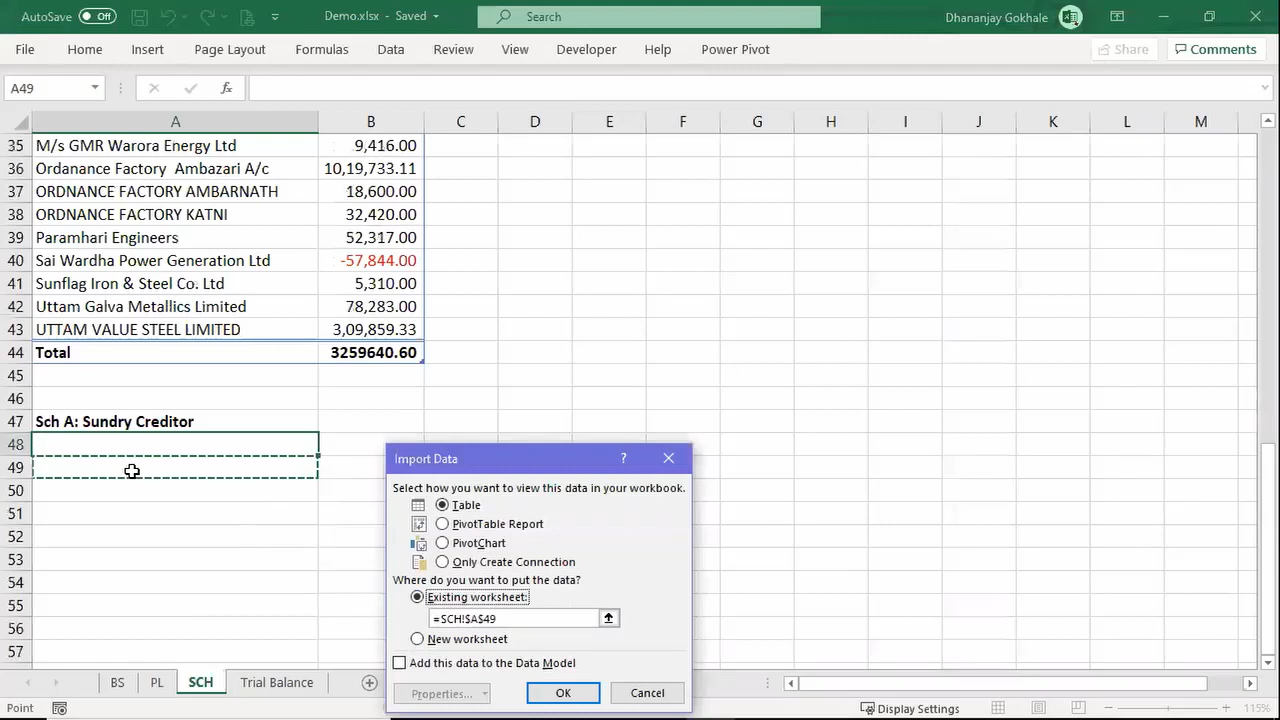 AutoSave Off Demo.xlsx - Saved Search Dhananjay Gokhale
File Home Insert Page Layout Formulas Data Review View Developer Help Power Pivot Share Comments
A49 fx
A B C D E F G H I J K L M
35 M/s GMR Warora Energy Ltd 9,416.00
36 Ordanance Factory Ambazari A/c 10,19,733.11
37 ORDNANCE FACTORY AMBARNATH 18,600.00
38 ORDNANCE FACTORY KATNI 32,420.00
39 Paramhari Engineers 52,317.00
40 Sai Wardha Power Generation Ltd -57,844.00
41 Sunflag Iron & Steel Co. Ltd 5,310.00
42 Uttam Galva Metallics Limited 78,283.00
43 UTTAM VALUE STEEL LIMITED 3,09,859.33
44 Total 3259640.60
45
46
47 Sch A: Sundry Creditor
48
49
50
51
52
53
54
55
56
57
Import Data ?
Select how you want to view this data in your workbook.
Table
PivotTable Report
PivotChart
Only Create Connection
Where do you want to put the data?
Existing worksheet:
=SCH!$A$49
New worksheet
Add this data to the Data Model
Properties... OK Cancel
BS PL SCH Trial Balance
Point Display Settings 115%